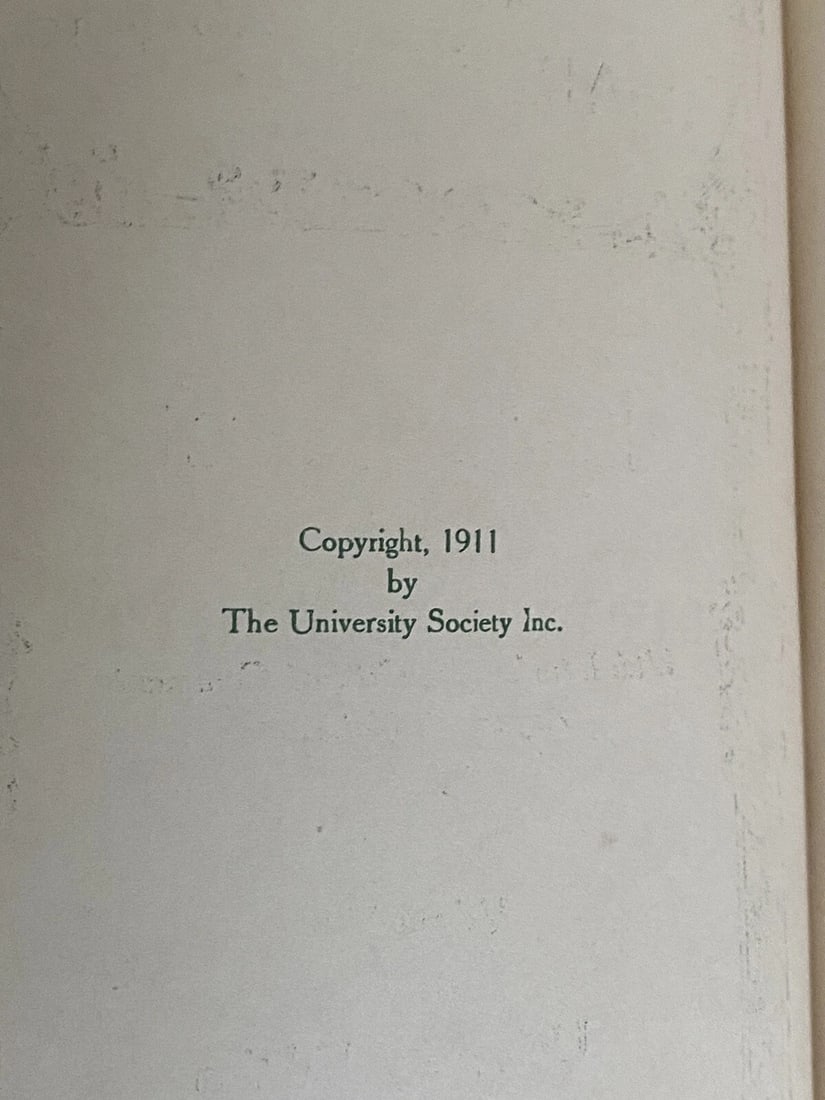 Copyright, 1911
by
The University Society Inc.